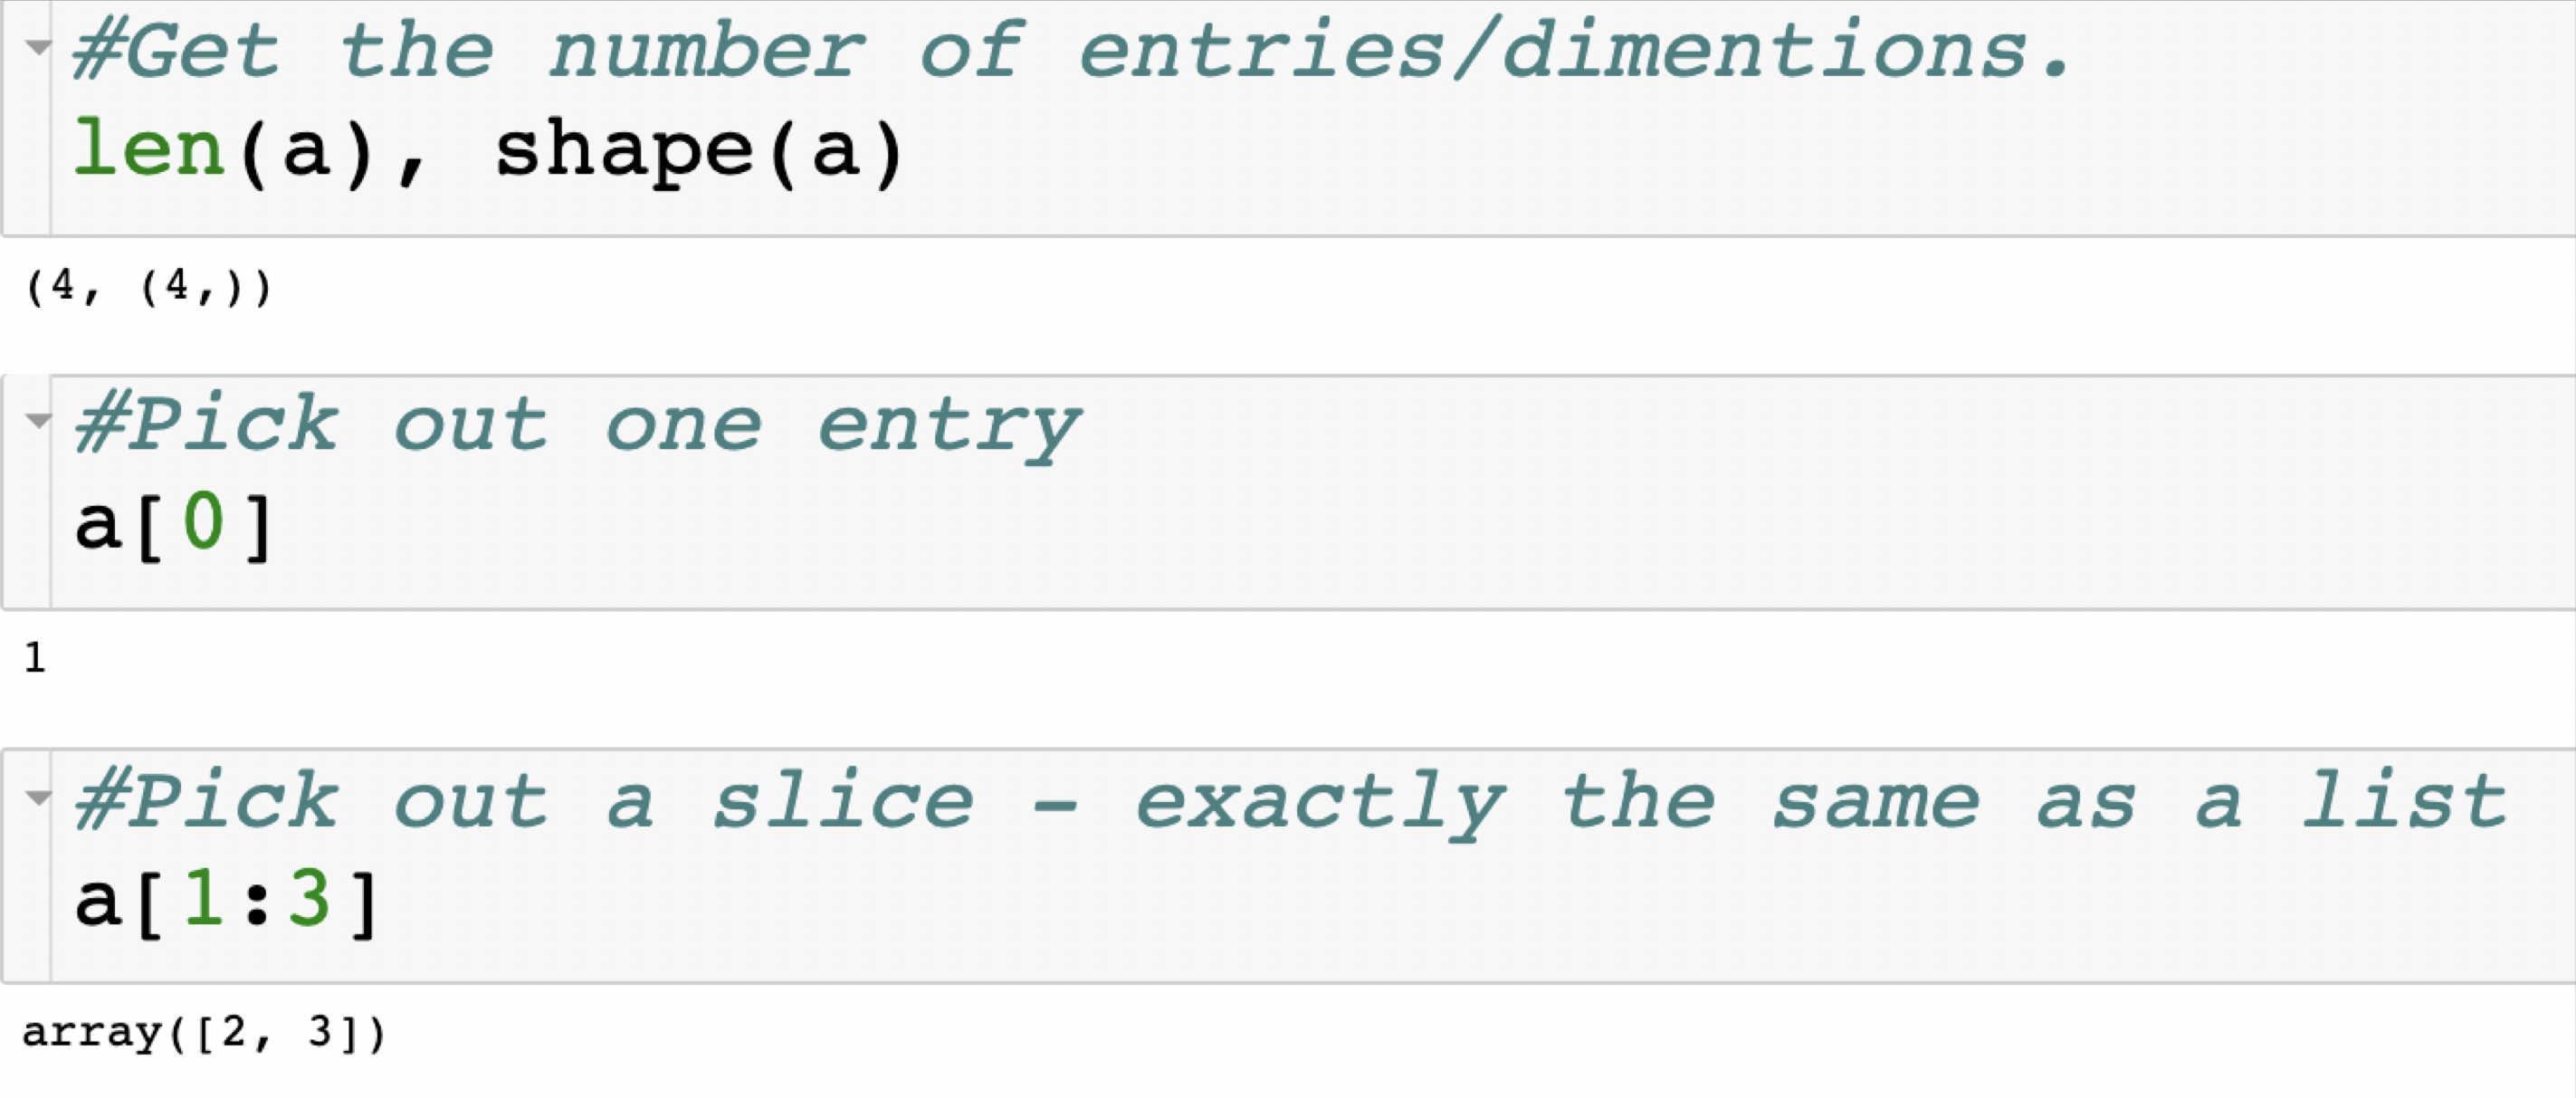 #Get the number of entries/dimentions.
len(a), shape(a)
(4, (4,))
#Pick out one entry
a[0]
1
#Pick out a slice - exactly the same as a list
a[1:3]
array([2, 3])